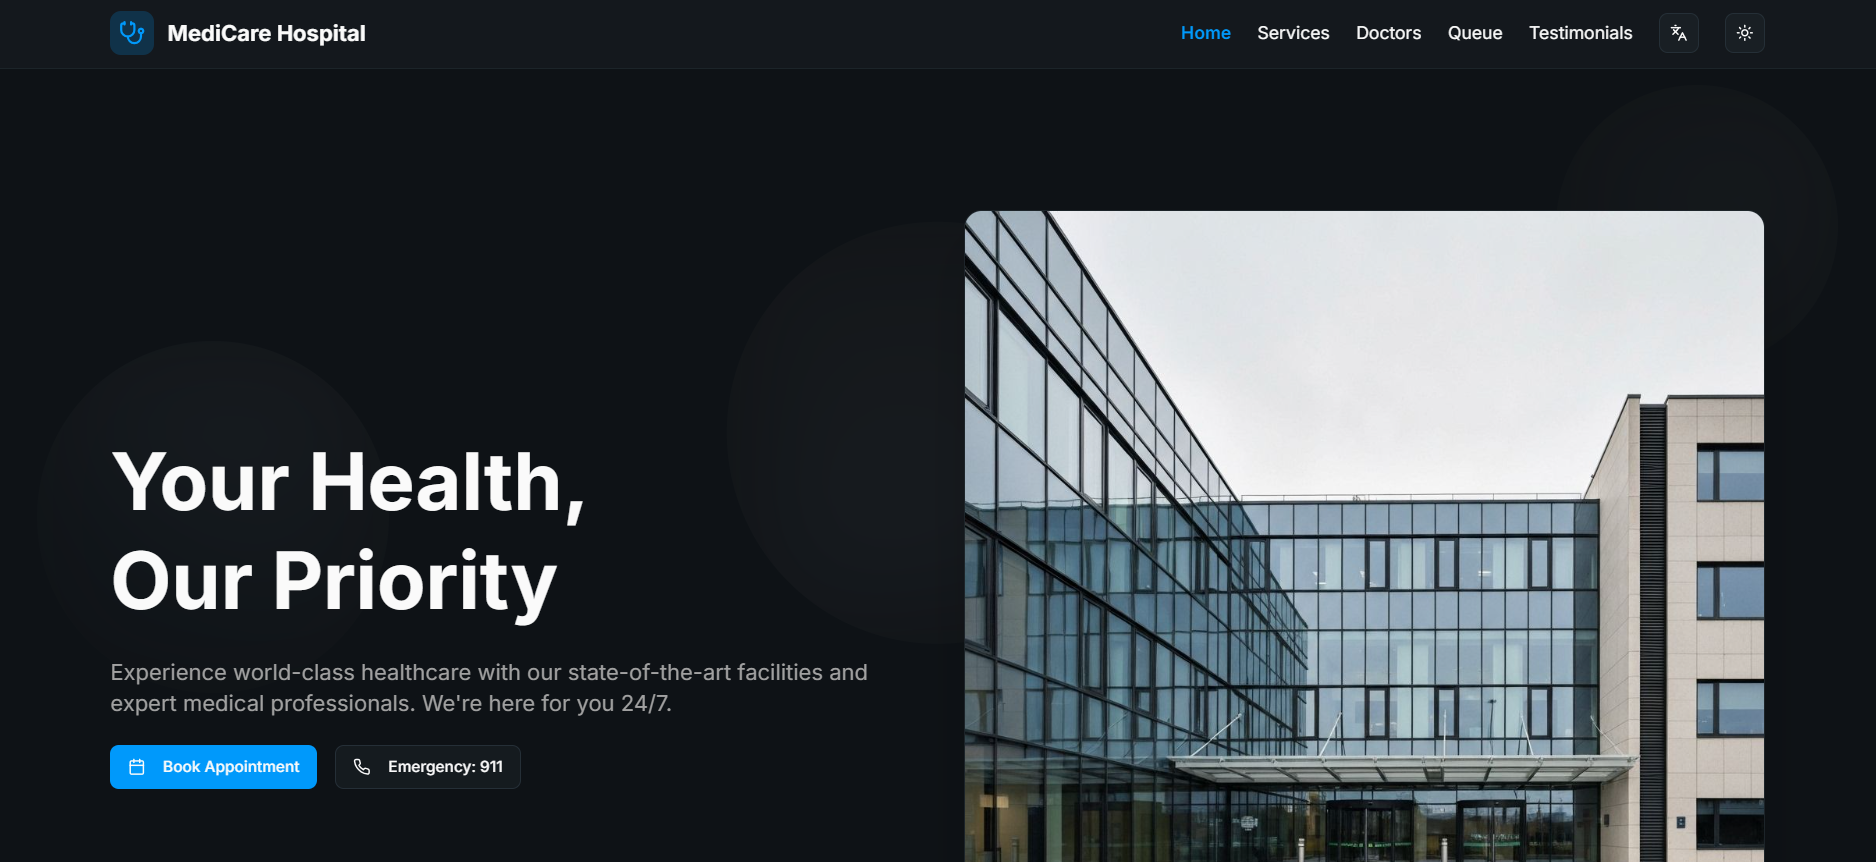 MediCare Hospital
Home Services Doctors Queue Testimonials
Your Health,
Our Priority
Experience world-class healthcare with our state-of-the-art facilities and
expert medical professionals. We're here for you 24/7.
Book Appointment
Emergency: 911